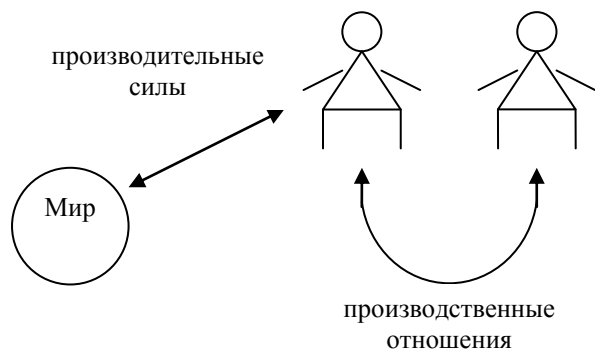 производительные
силы
Мир
производственные
отношения